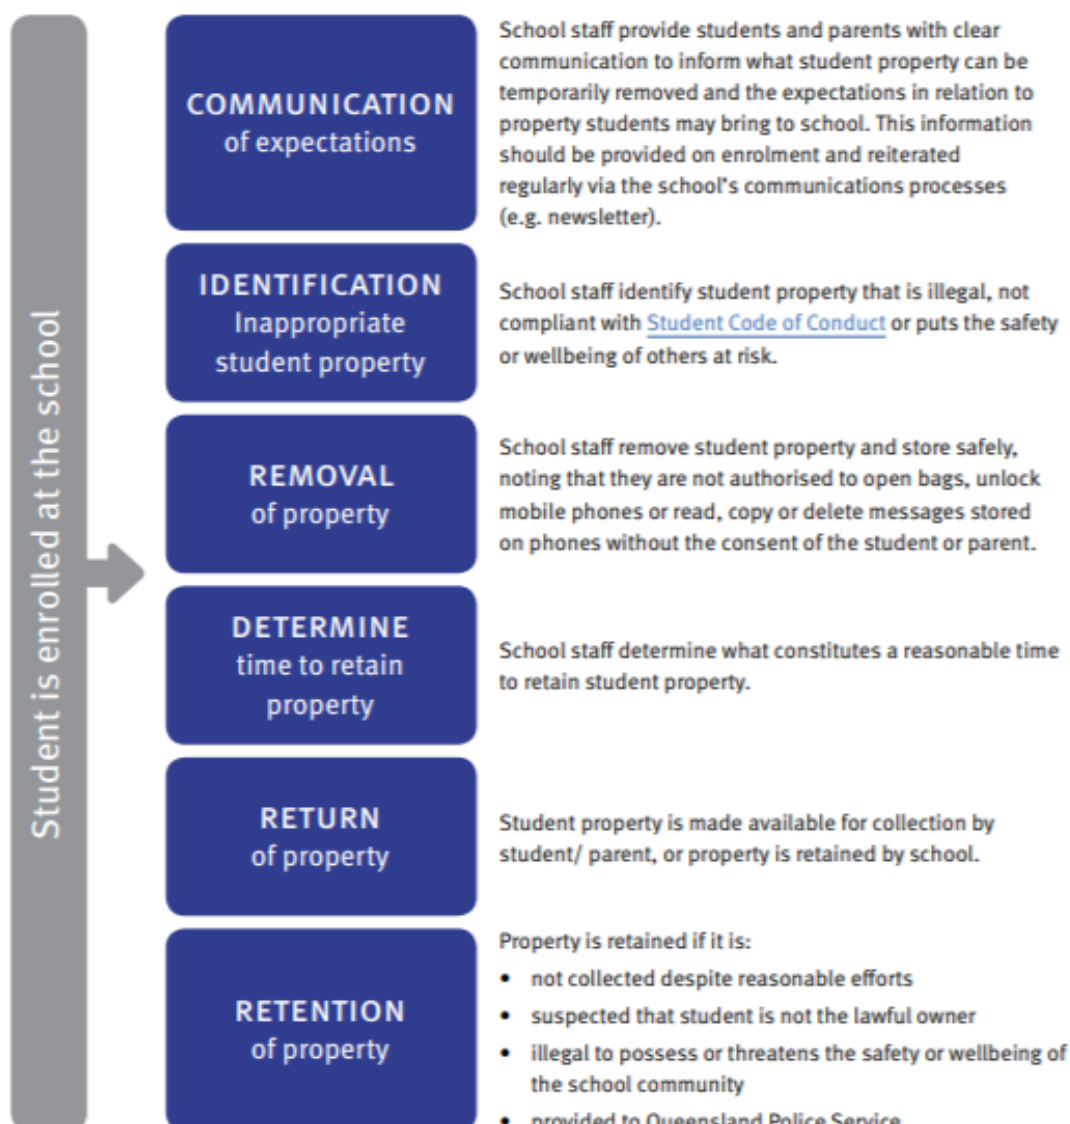 Student is enrolled at the school
COMMUNICATION
of expectations
School staff provide students and parents with clear
communication to inform what student property can be
temporarily removed and the expectations in relation to
property students may bring to school. This information
should be provided on enrolment and reiterated
regularly via the school's communications processes
(e.g. newsletter).
IDENTIFICATION
Inappropriate
student property
School staff identify student property that is illegal, not
compliant with Student Code of Conduct or puts the safety
or wellbeing of others at risk.
REMOVAL
of property
School staff remove student property and store safely,
noting that they are not authorised to open bags, unlock
mobile phones or read, copy or delete messages stored
on phones without the consent of the student or parent.
DETERMINE
time to retain
property
School staff determine what constitutes a reasonable time
to retain student property.
RETURN
of property
Student property is made available for collection by
student/ parent, or property is retained by school.
RETENTION
of property
Property is retained if it is:
• not collected despite reasonable efforts
• suspected that student is not the lawful owner
• illegal to possess or threatens the safety or wellbeing of
the school community
• provided to Queensland Police Service